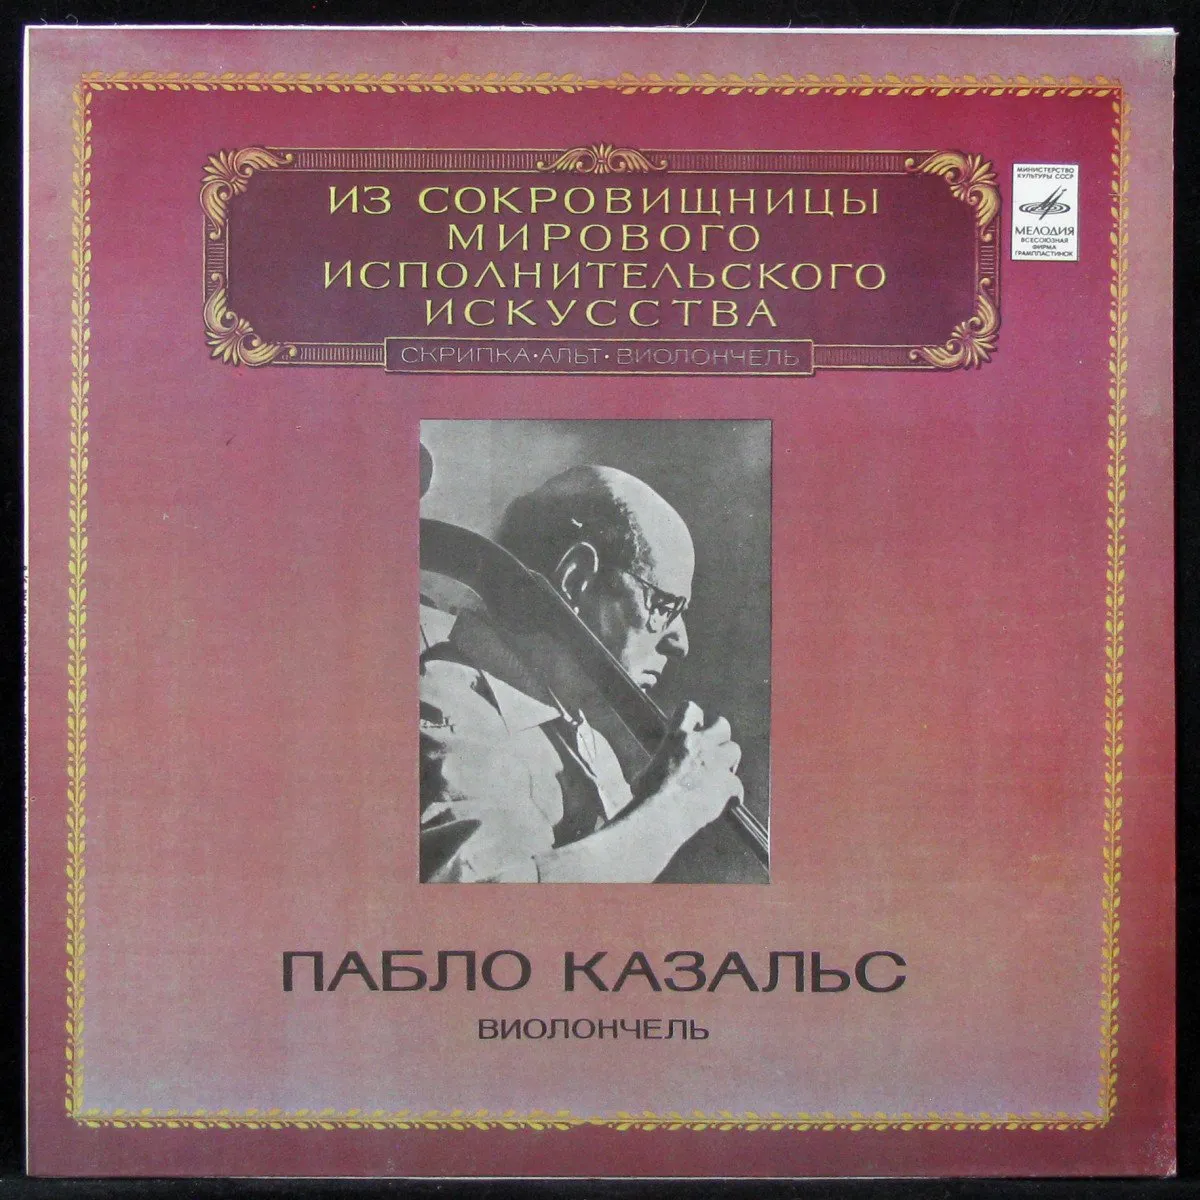 ИЗ СОКРОВИЩНИЦЫ
МИРОВОГО
ИСПОЛНИТЕЛЬСКОГО
ИСКУССТВА
СКРИПКА·АЛЬТ·ВИОЛОНЧЕЛЬ
МИНИСТЕРСТВО
КУЛЬТУРЫ СССР
МЕЛОДИЯ
ВСЕСОЮЗНАЯ
ФИРМА
ГРАМПЛАСТИНОК
ПАБЛО КАЗАЛЬС
ВИОЛОНЧЕЛЬ